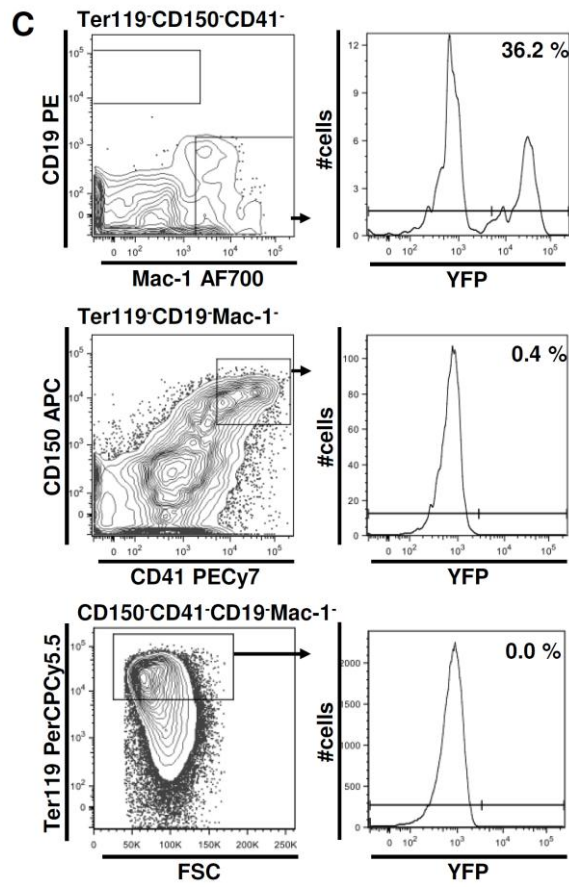 C
Ter119⁻CD150⁻CD41⁻
CD19 PE
10⁵
10⁴
10³
10²
0
0 10² 10³ 10⁴ 10⁵
Mac-1 AF700
#cells
12
9
6
3
0
36.2 %
0 10² 10³ 10⁴ 10⁵
YFP
Ter119⁻CD19⁻Mac-1⁻
CD150 APC
10⁵
10⁴
10³
10²
0
0 10² 10³ 10⁴ 10⁵
CD41 PECy7
#cells
100
80
60
40
20
0
0.4 %
0 10² 10³ 10⁴ 10⁵
YFP
CD150⁻CD41⁻CD19⁻Mac-1⁻
Ter119 PerCPCy5.5
10⁵
10⁴
10³
10²
0
0 50K 100K 150K 200K 250K
FSC
#cells
2000
1500
1000
500
0
0.0 %
0 10² 10³ 10⁴ 10⁵
YFP